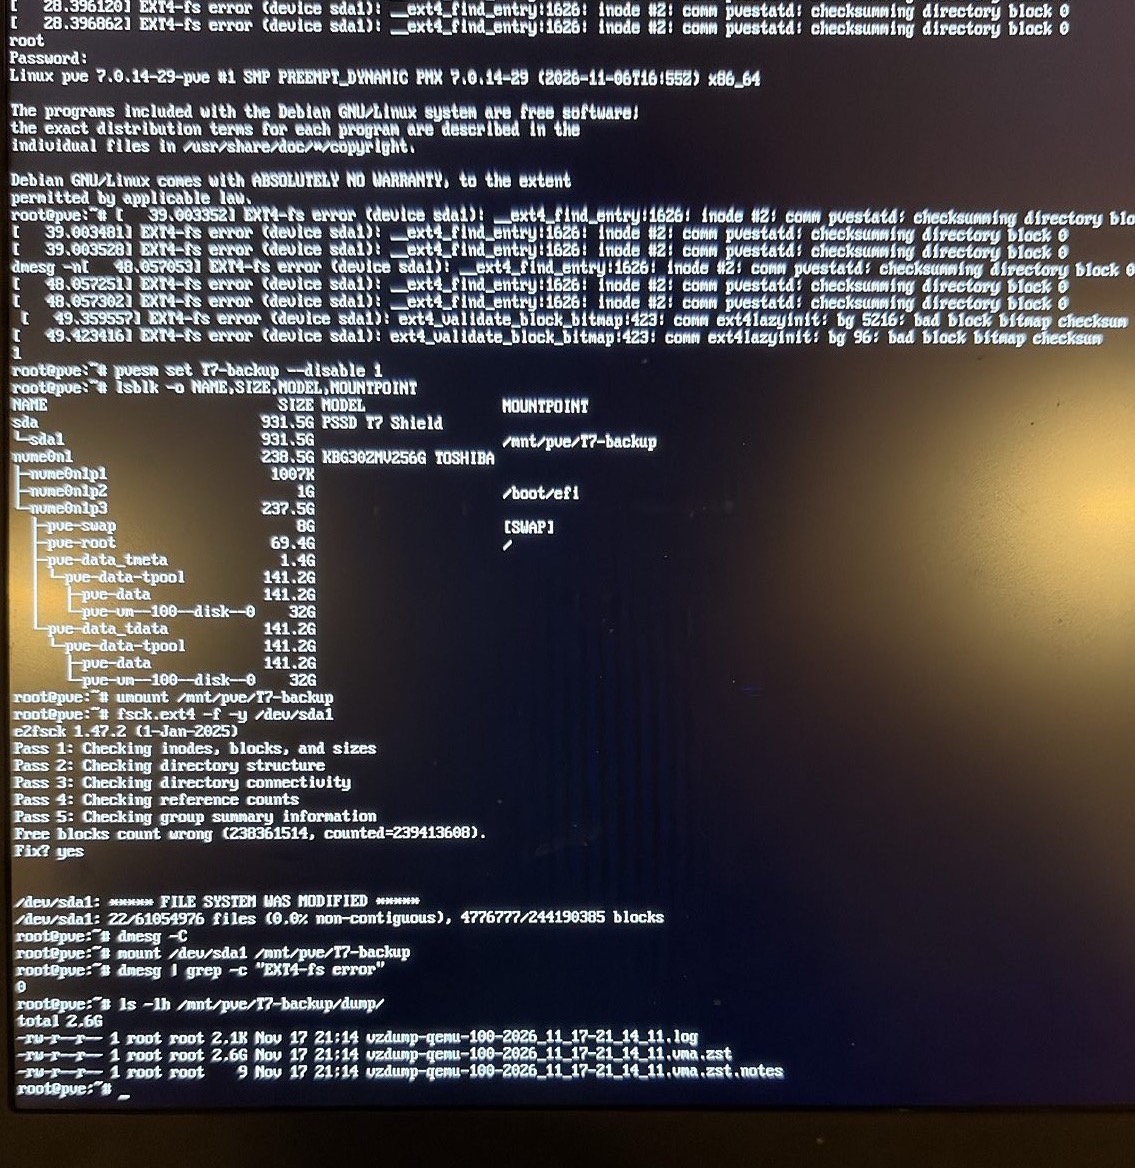 [   28.396120] EXT4-fs error (device sda1): __ext4_find_entry:1626: inode #2: comm pvestatd: checksumming directory block 0
[   28.396862] EXT4-fs error (device sda1): __ext4_find_entry:1626: inode #2: comm pvestatd: checksumming directory block 0
root
Password:
Linux pve 7.0.14-29-pve #1 SMP PREEMPT_DYNAMIC PMX 7.0.14-29 (2026-11-06T16:55Z) x86_64

The programs included with the Debian GNU/Linux system are free software;
the exact distribution terms for each program are described in the
individual files in /usr/share/doc/*/copyright.

Debian GNU/Linux comes with ABSOLUTELY NO WARRANTY, to the extent
permitted by applicable law.
root@pve:~# [   39.003352] EXT4-fs error (device sda1): __ext4_find_entry:1626: inode #2: comm pvestatd: checksumming directory blo
[   39.003481] EXT4-fs error (device sda1): __ext4_find_entry:1626: inode #2: comm pvestatd: checksumming directory block 0
[   39.003528] EXT4-fs error (device sda1): __ext4_find_entry:1626: inode #2: comm pvestatd: checksumming directory block 0
dmesg -n[   48.057053] EXT4-fs error (device sda1): __ext4_find_entry:1626: inode #2: comm pvestatd: checksumming directory block 0
[   48.057251] EXT4-fs error (device sda1): __ext4_find_entry:1626: inode #2: comm pvestatd: checksumming directory block 0
[   48.057302] EXT4-fs error (device sda1): __ext4_find_entry:1626: inode #2: comm pvestatd: checksumming directory block 0
 [   49.359557] EXT4-fs error (device sda1): ext4_validate_block_bitmap:423: comm ext4lazyinit: bg 5216: bad block bitmap checksum
[   49.423416] EXT4-fs error (device sda1): ext4_validate_block_bitmap:423: comm ext4lazyinit: bg 96: bad block bitmap checksum
1
root@pve:~# pvesm set T7-backup --disable 1
root@pve:~# lsblk -o NAME,SIZE,MODEL,MOUNTPOINT
NAME                           SIZE MODEL                MOUNTPOINT
sda                          931.5G PSSD T7 Shield
└─sda1                       931.5G                      /mnt/pve/T7-backup
nvme0n1                      238.5G KBG30ZMV256G TOSHIBA
├─nvme0n1p1                   1007K
├─nvme0n1p2                      1G                      /boot/efi
└─nvme0n1p3                  237.5G
  ├─pve-swap                     8G                      [SWAP]
  ├─pve-root                  69.4G                      /
  ├─pve-data_tmeta             1.4G
  │ └─pve-data-tpool         141.2G
  │   ├─pve-data             141.2G
  │   └─pve-vm--100--disk--0    32G
  └─pve-data_tdata           141.2G
    └─pve-data-tpool         141.2G
      ├─pve-data             141.2G
      └─pve-vm--100--disk--0    32G
root@pve:~# umount /mnt/pve/T7-backup
root@pve:~# fsck.ext4 -f -y /dev/sda1
e2fsck 1.47.2 (1-Jan-2025)
Pass 1: Checking inodes, blocks, and sizes
Pass 2: Checking directory structure
Pass 3: Checking directory connectivity
Pass 4: Checking reference counts
Pass 5: Checking group summary information
Free blocks count wrong (238361514, counted=239413608).
Fix? yes

/dev/sda1: ***** FILE SYSTEM WAS MODIFIED *****
/dev/sda1: 22/61054976 files (0.0% non-contiguous), 4776777/244190385 blocks
root@pve:~# dmesg -C
root@pve:~# mount /dev/sda1 /mnt/pve/T7-backup
root@pve:~# dmesg | grep -c "EXT4-fs error"
0
root@pve:~# ls -lh /mnt/pve/T7-backup/dump/
total 2.6G
-rw-r--r-- 1 root root 2.1K Nov 17 21:14 vzdump-qemu-100-2026_11_17-21_14_11.log
-rw-r--r-- 1 root root 2.6G Nov 17 21:14 vzdump-qemu-100-2026_11_17-21_14_11.vma.zst
-rw-r--r-- 1 root root    9 Nov 17 21:14 vzdump-qemu-100-2026_11_17-21_14_11.vma.zst.notes
root@pve:~# _